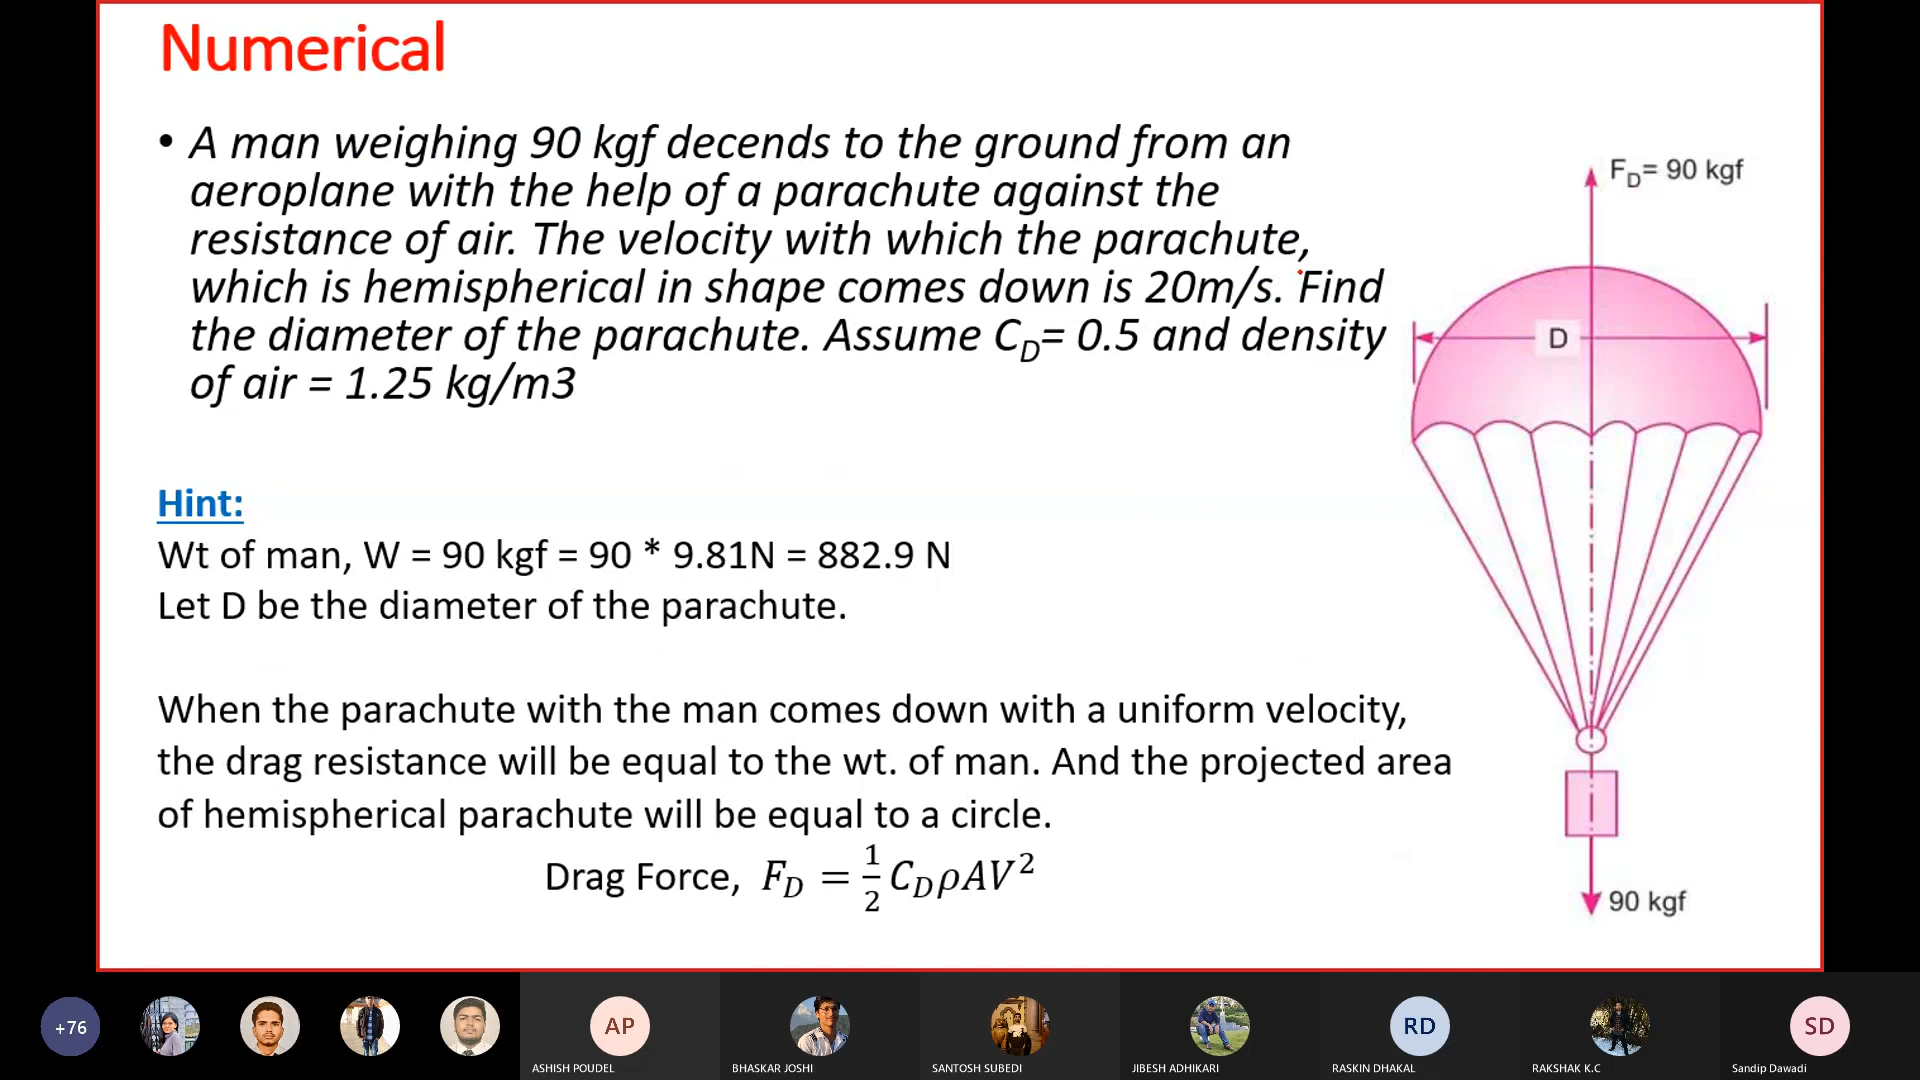 Numerical
• A man weighing 90 kgf decends to the ground from an
aeroplane with the help of a parachute against the
resistance of air. The velocity with which the parachute,
which is hemispherical in shape comes down is 20m/s. Find
the diameter of the parachute. Assume C_D= 0.5 and density
of air = 1.25 kg/m3
Hint:
Wt of man, W = 90 kgf = 90 * 9.81N = 882.9 N
Let D be the diameter of the parachute.
When the parachute with the man comes down with a uniform velocity,
the drag resistance will be equal to the wt. of man. And the projected area
of hemispherical parachute will be equal to a circle.
Drag Force, F_D = 1/2 C_DρAV²
F_D= 90 kgf
D
90 kgf
+76
AP
RD
SD
ASHISH POUDEL
BHASKAR JOSHI
SANTOSH SUBEDI
JIBESH ADHIKARI
RASKIN DHAKAL
RAKSHAK K.C
Sandip Dawadi